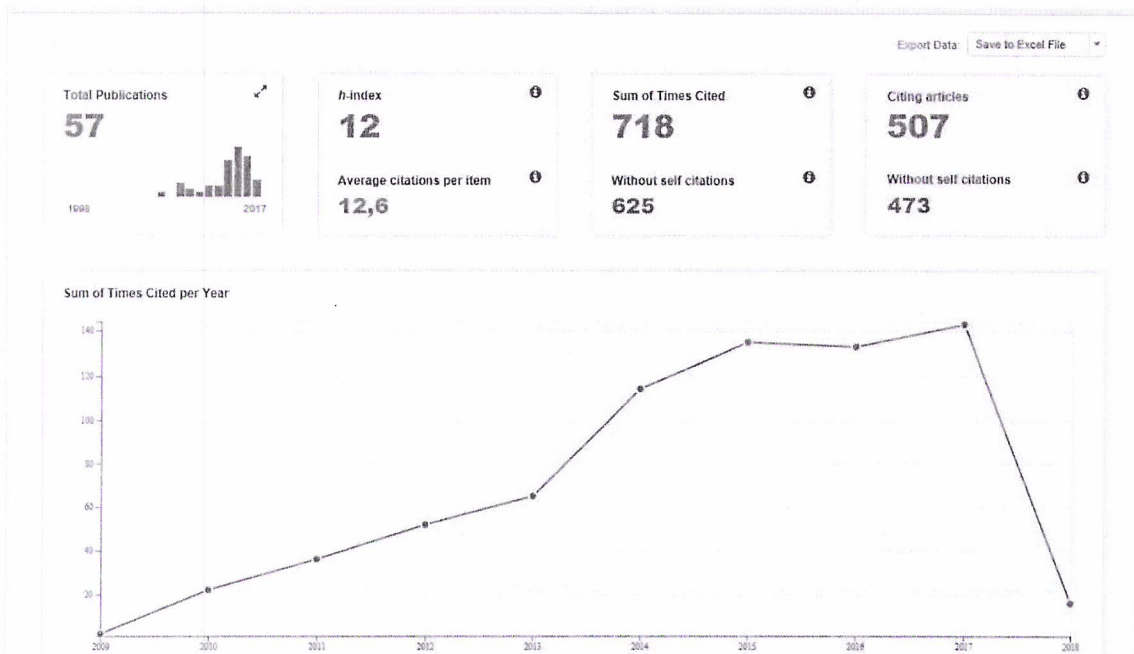 Export Data: Save to Excel File
Total Publications
57
1998 2017
h-index
12
Average citations per item
12,6
Sum of Times Cited
718
Without self citations
625
Citing articles
507
Without self citations
473
Sum of Times Cited per Year
140
120
100
80
60
40
20
2009 2010 2011 2012 2013 2014 2015 2016 2017 2018